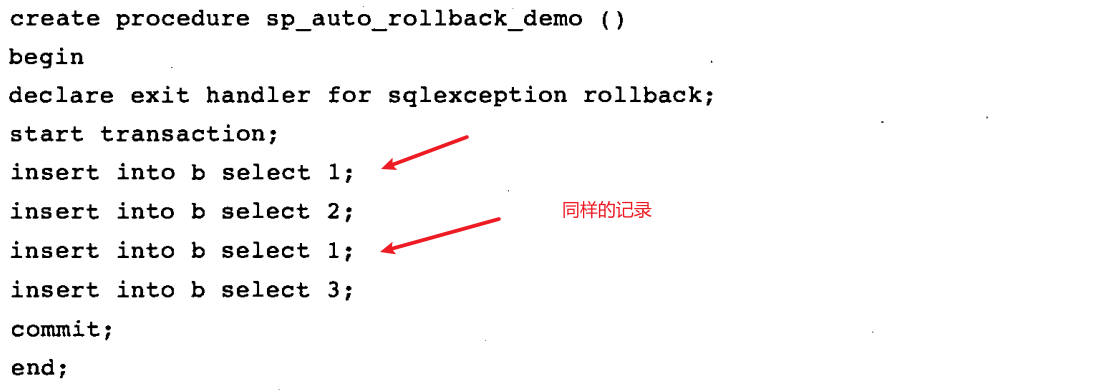 create procedure sp_auto_rollback_demo ()
begin
declare exit handler for sqlexception rollback;
start transaction;
insert into b select 1;
insert into b select 2;
同样的记录
insert into b select 1;
insert into b select 3;
commit;
end;